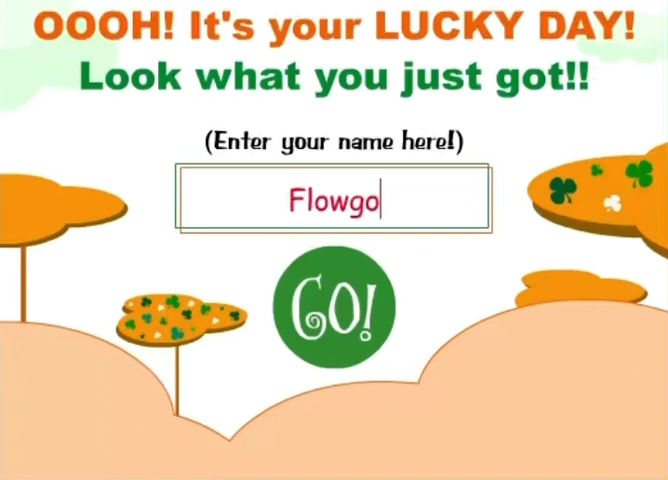 OOOH! It's your LUCKY DAY!
Look what you just got!!
(Enter your name here!)
Flowgo
GO!